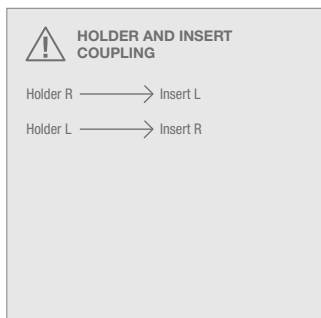 HOLDER AND INSERT
COUPLING
Holder R Insert L
Holder L Insert R